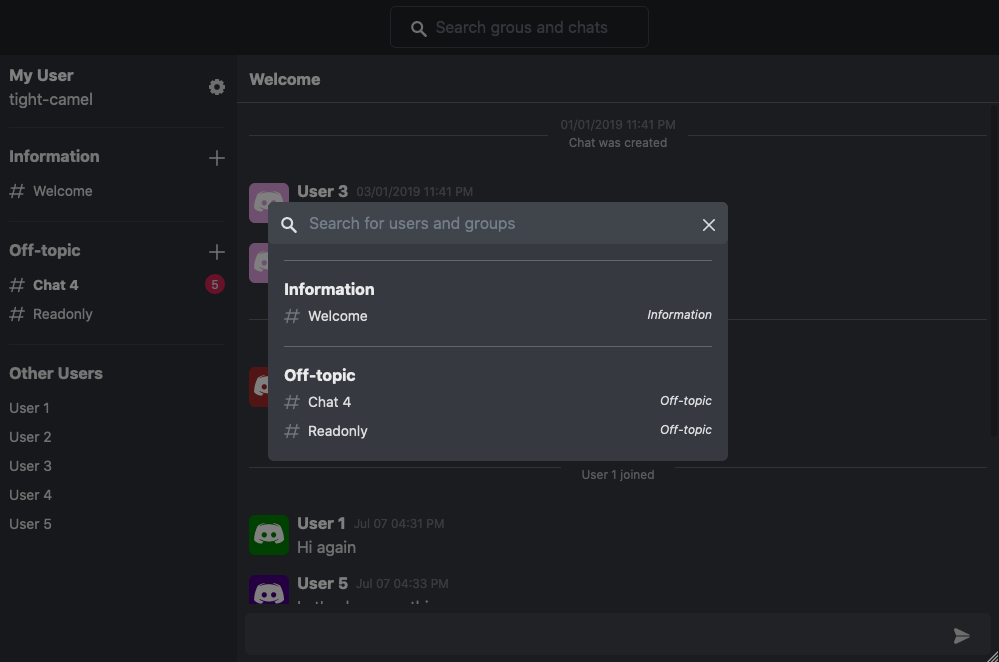 Search grous and chats
My User
tight-camel
Information
# Welcome
Off-topic
# Chat 4 5
# Readonly
Other Users
User 1
User 2
User 3
User 4
User 5
Welcome
01/01/2019 11:41 PM
Chat was created
User 3 03/01/2019 11:41 PM
Search for users and groups
Information
# Welcome Information
Off-topic
# Chat 4 Off-topic
# Readonly Off-topic
User 1 joined
User 1 Jul 07 04:31 PM
Hi again
User 5 Jul 07 04:33 PM